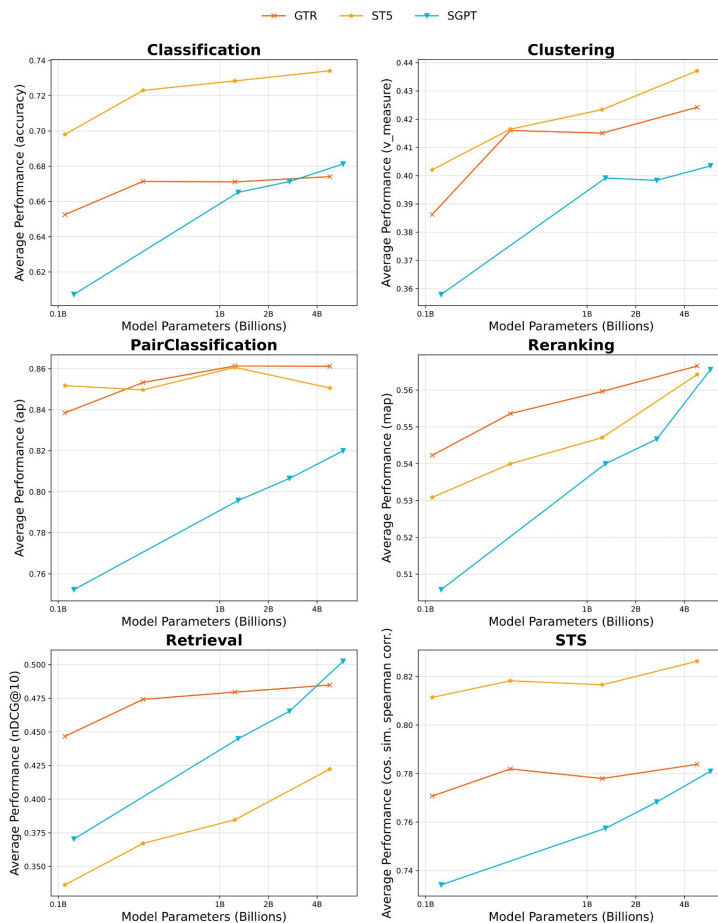 GTR ST5 SGPT
Classification
Average Performance (accuracy)
0.74
0.72
0.70
0.68
0.66
0.64
0.62
0.1B 1B 2B 4B
Model Parameters (Billions)
Clustering
Average Performance (v_measure)
0.44
0.43
0.42
0.41
0.40
0.39
0.38
0.37
0.36
0.1B 1B 2B 4B
Model Parameters (Billions)
PairClassification
Average Performance (ap)
0.86
0.84
0.82
0.80
0.78
0.76
0.1B 1B 2B 4B
Model Parameters (Billions)
Reranking
Average Performance (map)
0.56
0.55
0.54
0.53
0.52
0.51
0.1B 1B 2B 4B
Model Parameters (Billions)
Retrieval
Average Performance (nDCG@10)
0.500
0.475
0.450
0.425
0.400
0.375
0.350
0.1B 1B 2B 4B
Model Parameters (Billions)
STS
Average Performance (cos. sim. spearman corr.)
0.82
0.80
0.78
0.76
0.74
0.1B 1B 2B 4B
Model Parameters (Billions)